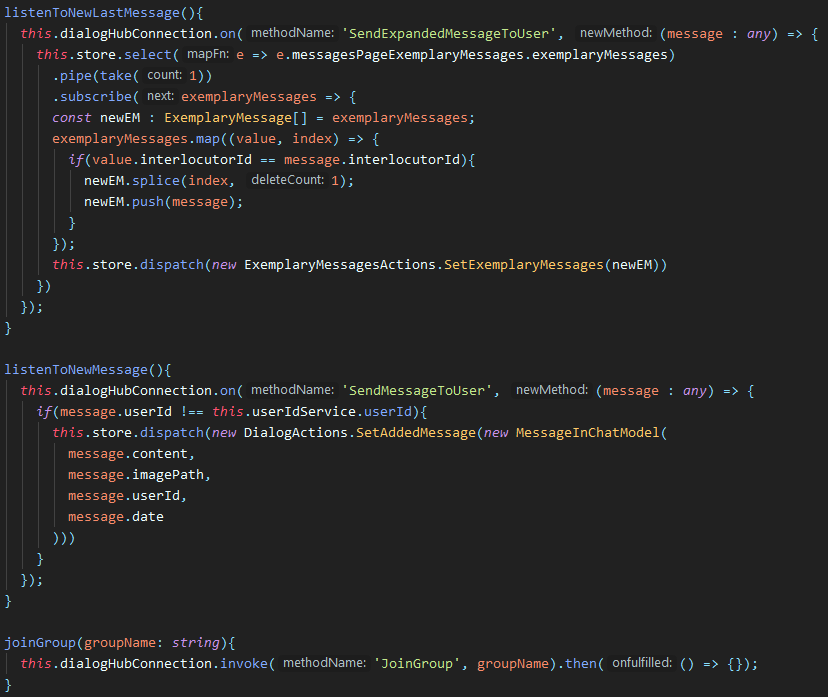 listenToNewLastMessage(){
this.dialogHubConnection.on( methodName: 'SendExpandedMessageToUser', newMethod: (message : any) => {
this.store.select( mapFn: e => e.messagesPageExemplaryMessages.exemplaryMessages)
.pipe(take( count: 1))
.subscribe( next: exemplaryMessages => {
const newEM : ExemplaryMessage[] = exemplaryMessages;
exemplaryMessages.map((value, index) => {
if(value.interlocutorId == message.interlocutorId){
newEM.splice(index, deleteCount: 1);
newEM.push(message);
}
});
this.store.dispatch(new ExemplaryMessagesActions.SetExemplaryMessages(newEM))
})
});
}
listenToNewMessage(){
this.dialogHubConnection.on( methodName: 'SendMessageToUser', newMethod: (message : any) => {
if(message.userId !== this.userIdService.userId){
this.store.dispatch(new DialogActions.SetAddedMessage(new MessageInChatModel(
message.content,
message.imagePath,
message.userId,
message.date
)))
}
});
}
joinGroup(groupName: string){
this.dialogHubConnection.invoke( methodName: 'JoinGroup', groupName).then( onfulfilled: () => {});
}